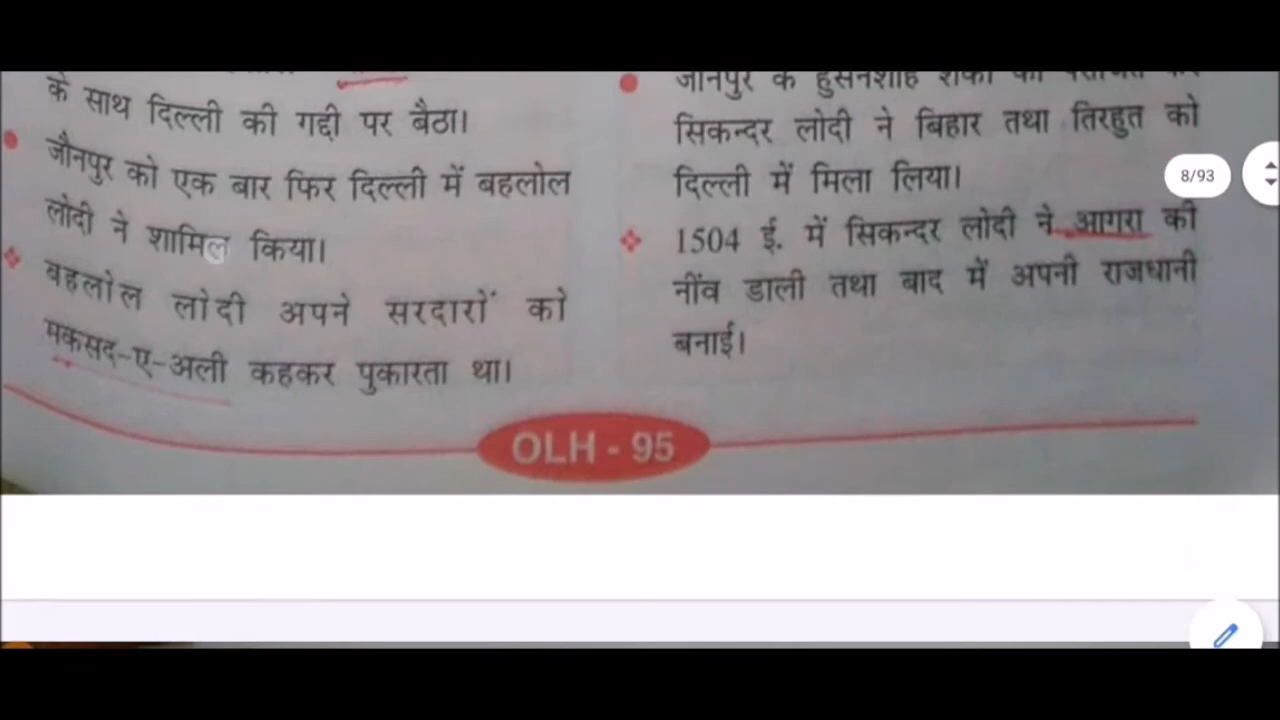 के साथ दिल्ली की गद्दी पर बैठा।
जौनपुर को एक बार फिर दिल्ली में बहलोल
लोदी ने शामिल किया।
बहलोल लोदी अपने सरदारों को
मकसद-ए-अली कहकर पुकारता था।
जौनपुर के हुसैनशाह
सिकन्दर लोदी ने बिहार तथा तिरहुत को
दिल्ली में मिला लिया।
1504 ई. में सिकन्दर लोदी ने आगरा की
नींव डाली तथा बाद में अपनी राजधानी
बनाई।
OLH - 95
8/93